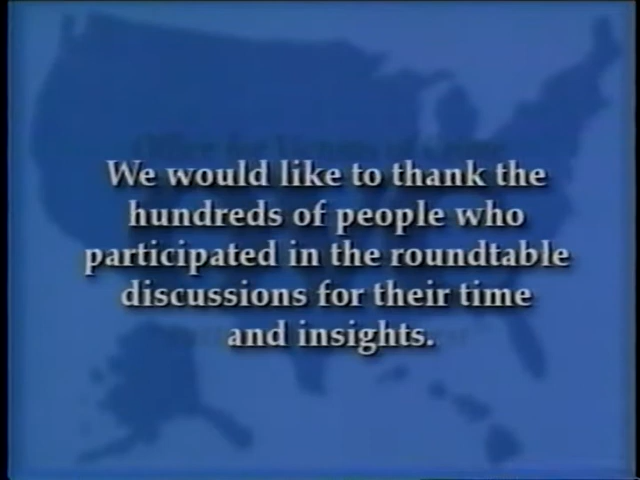 We would like to thank the
hundreds of people who
participated in the roundtable
discussions for their time
and insights.